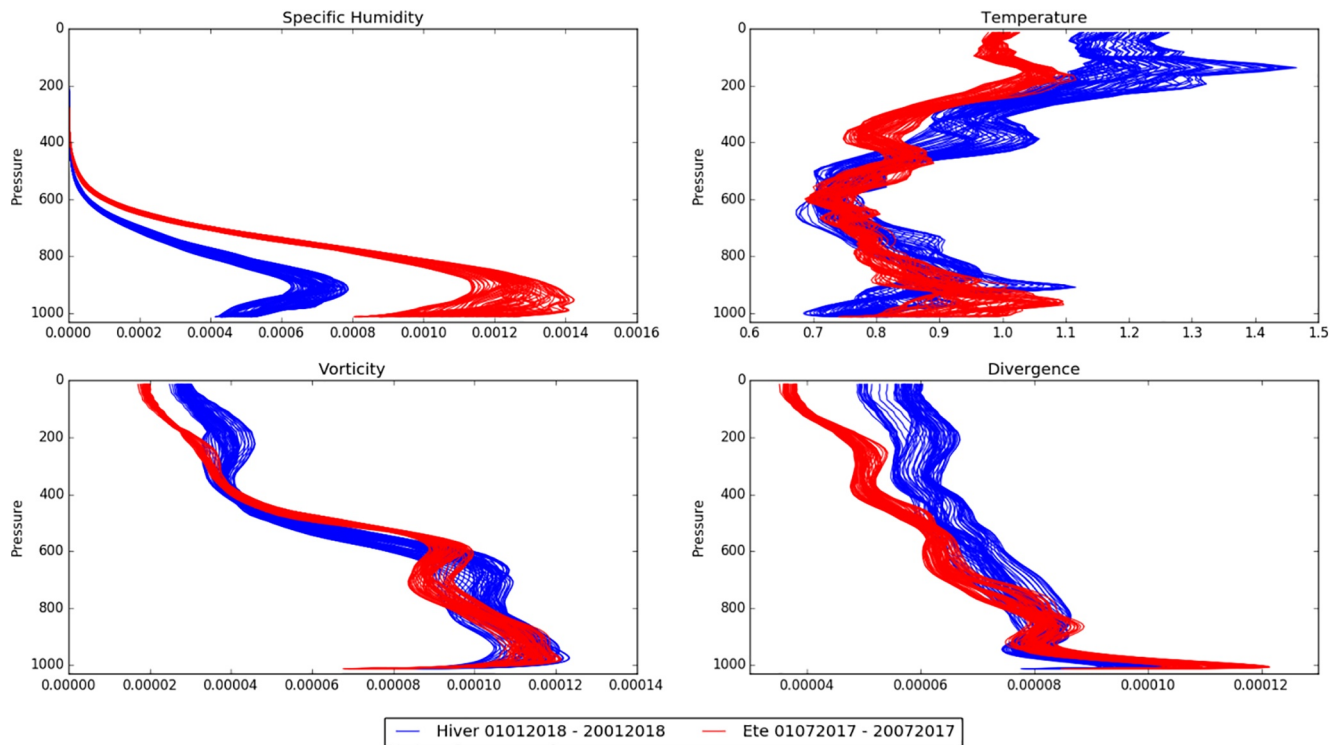 Specific Humidity
Pressure
0
200
400
600
800
1000
0.0000 0.0002 0.0004 0.0006 0.0008 0.0010 0.0012 0.0014 0.0016
Temperature
Pressure
0
200
400
600
800
1000
0.6 0.7 0.8 0.9 1.0 1.1 1.2 1.3 1.4 1.5
Vorticity
Pressure
0
200
400
600
800
1000
0.00000 0.00002 0.00004 0.00006 0.00008 0.00010 0.00012 0.00014
Divergence
Pressure
0
200
400
600
800
1000
0.00004 0.00006 0.00008 0.00010 0.00012
Hiver 01012018 - 20012018
Ete 01072017 - 20072017